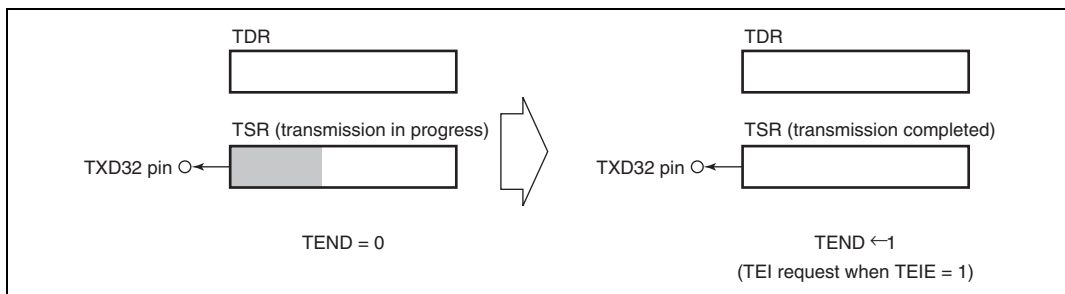 TDR
TSR (transmission in progress)
TXD32 pin
TEND = 0
TDR
TSR (transmission completed)
TXD32 pin
TEND ←1
(TEI request when TEIE = 1)